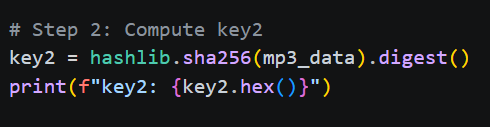 # Step 2: Compute key2
key2 = hashlib.sha256(mp3_data).digest()
print(f"key2: {key2.hex()}")